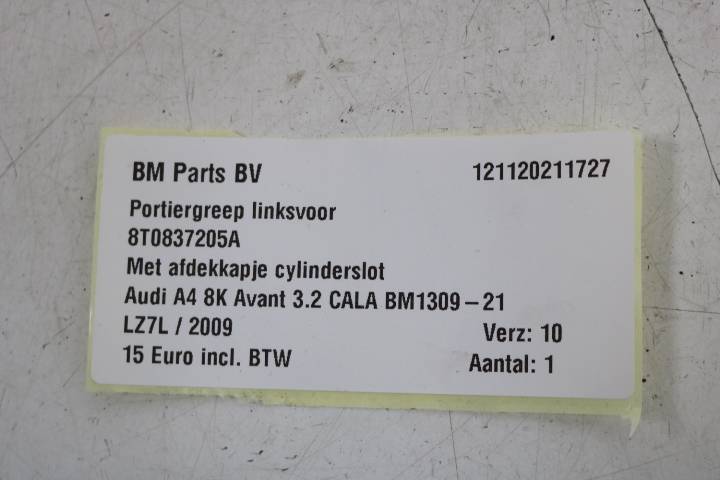 BM Parts BV 121120211727
Portiergreep linksvoor
8T0837205A
Met afdekkapje cylinderslot
Audi A4 8K Avant 3.2 CALA BM1309-21
LZ7L / 2009 Verz: 10
15 Euro incl. BTW Aantal: 1